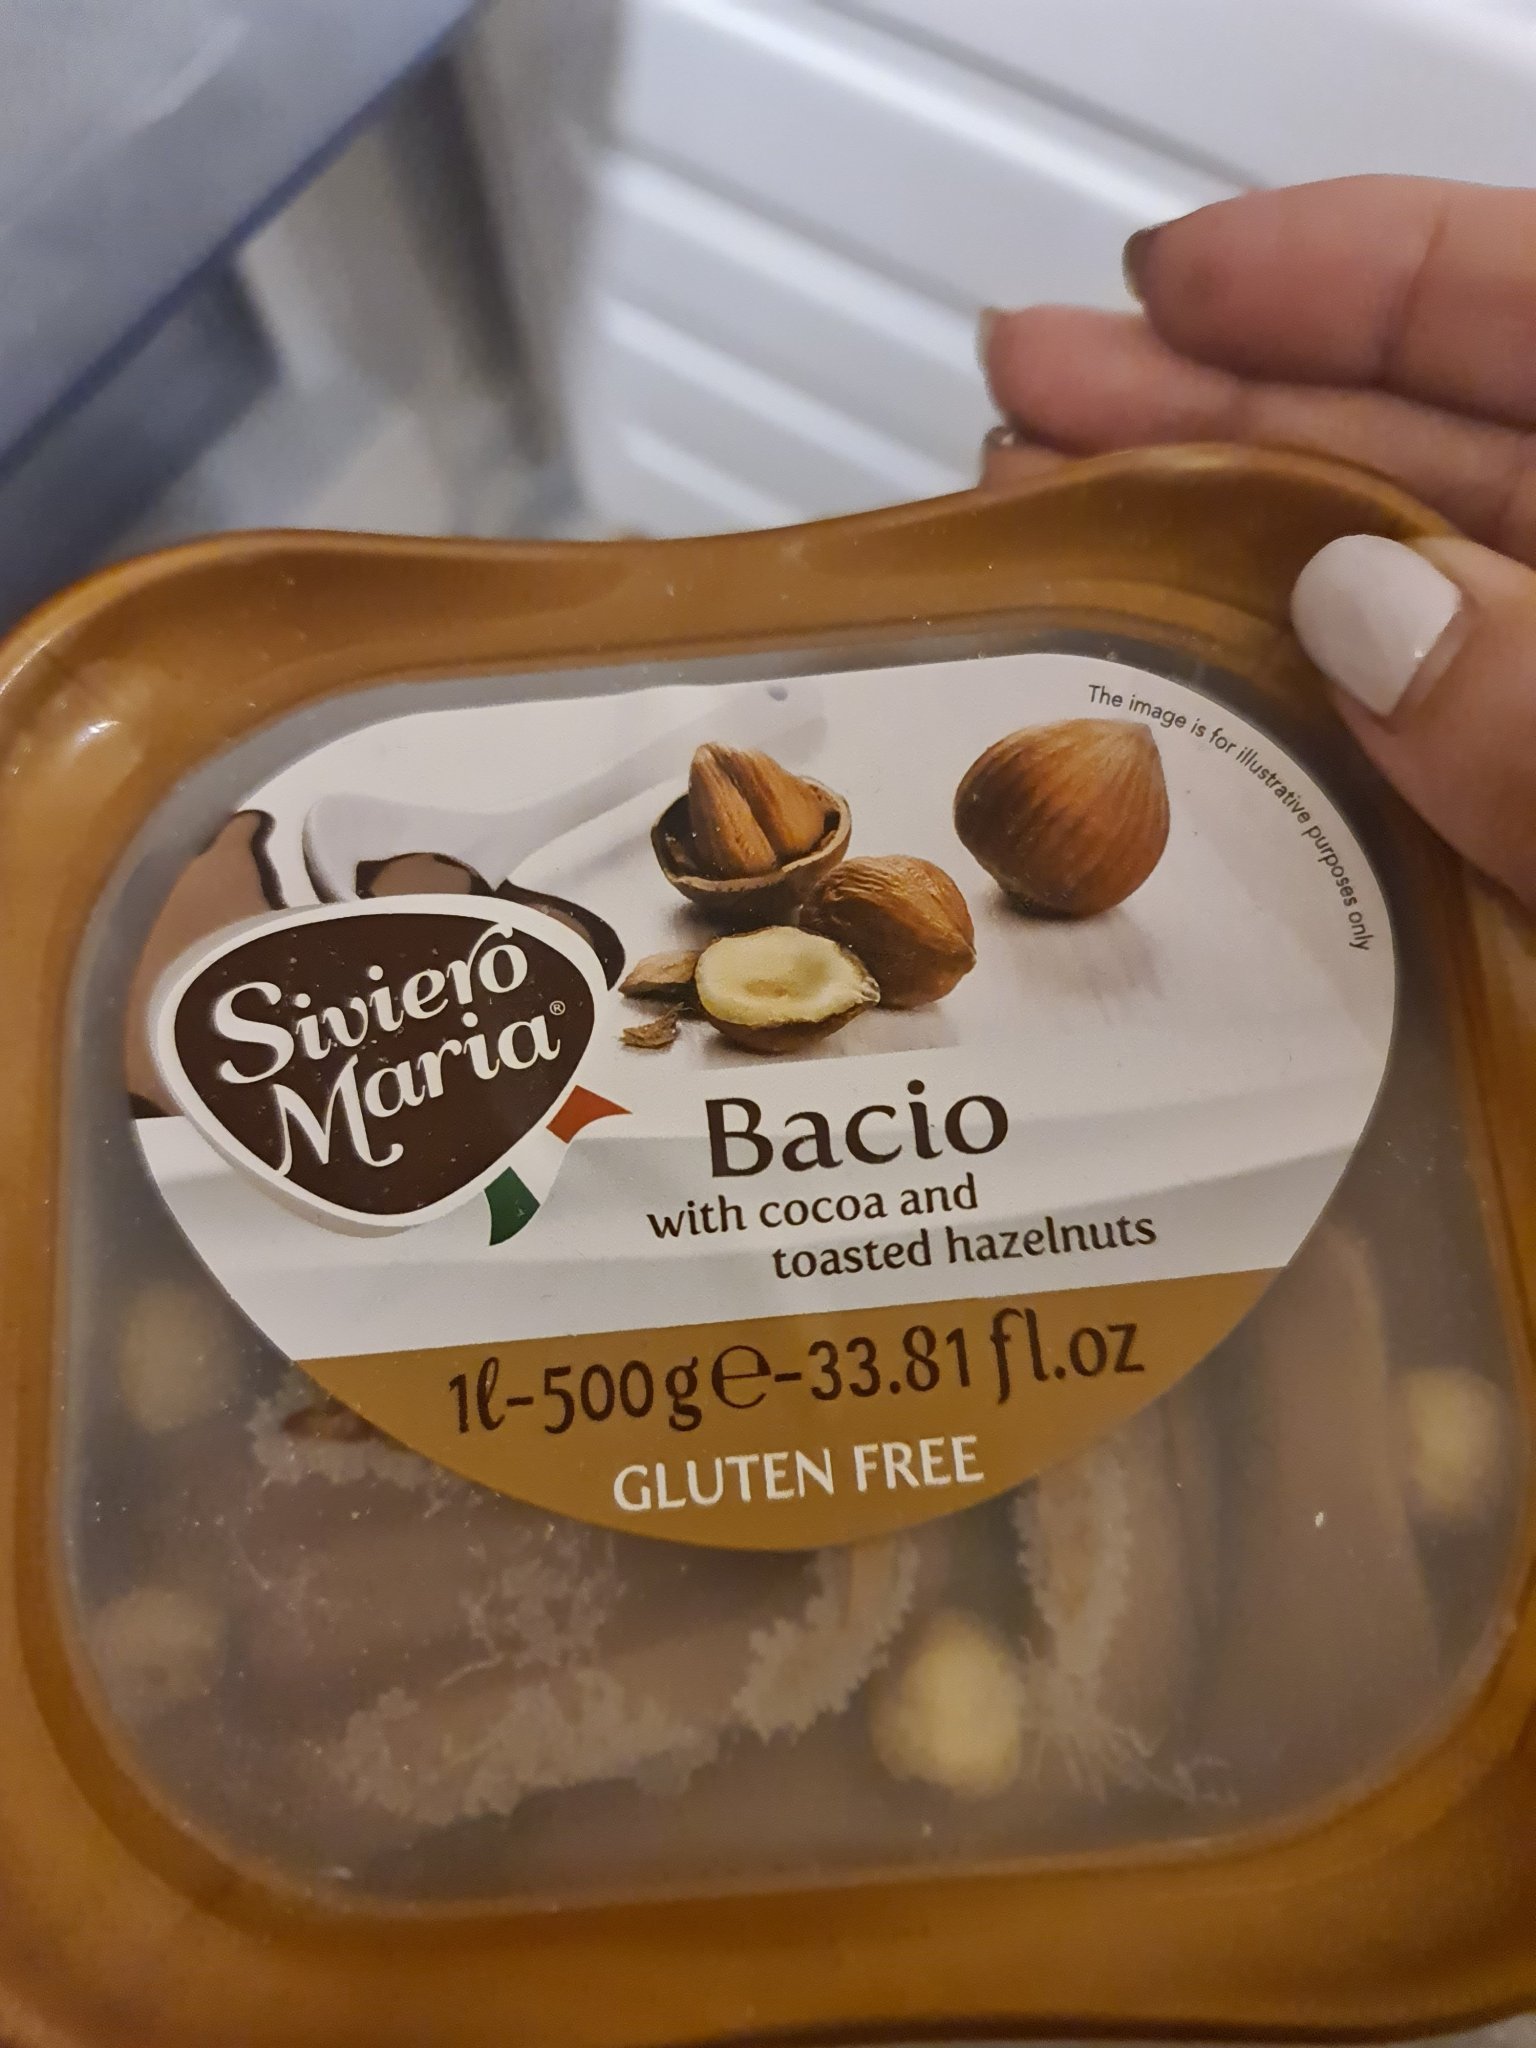 The image is for illustrative purposes only
Siviero
Maria®
Bacio
with cocoa and
toasted hazelnuts
1ℓ-500g℮-33.81 fl.oz
GLUTEN FREE